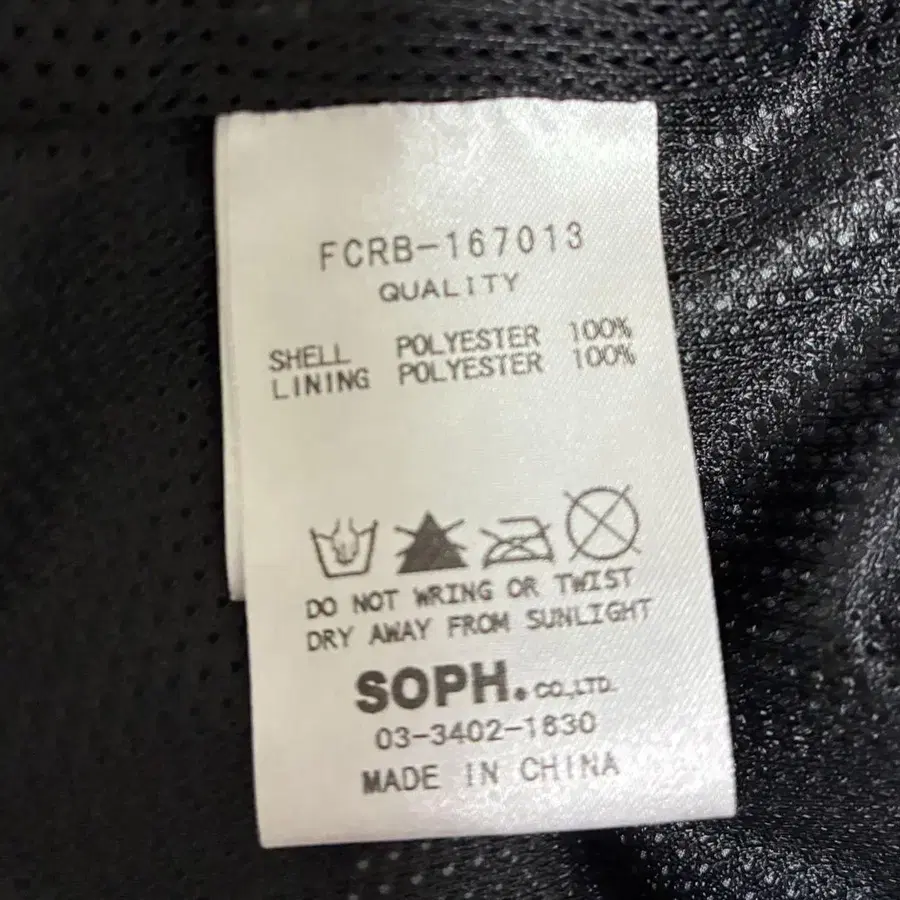 FCRB-167013
QUALITY
SHELL POLYESTER 100%
LINING POLYESTER 100%
DO NOT WRING OR TWIST
DRY AWAY FROM SUNLIGHT
SOPH. CO.,LTD.
03-3402-1830
MADE IN CHINA